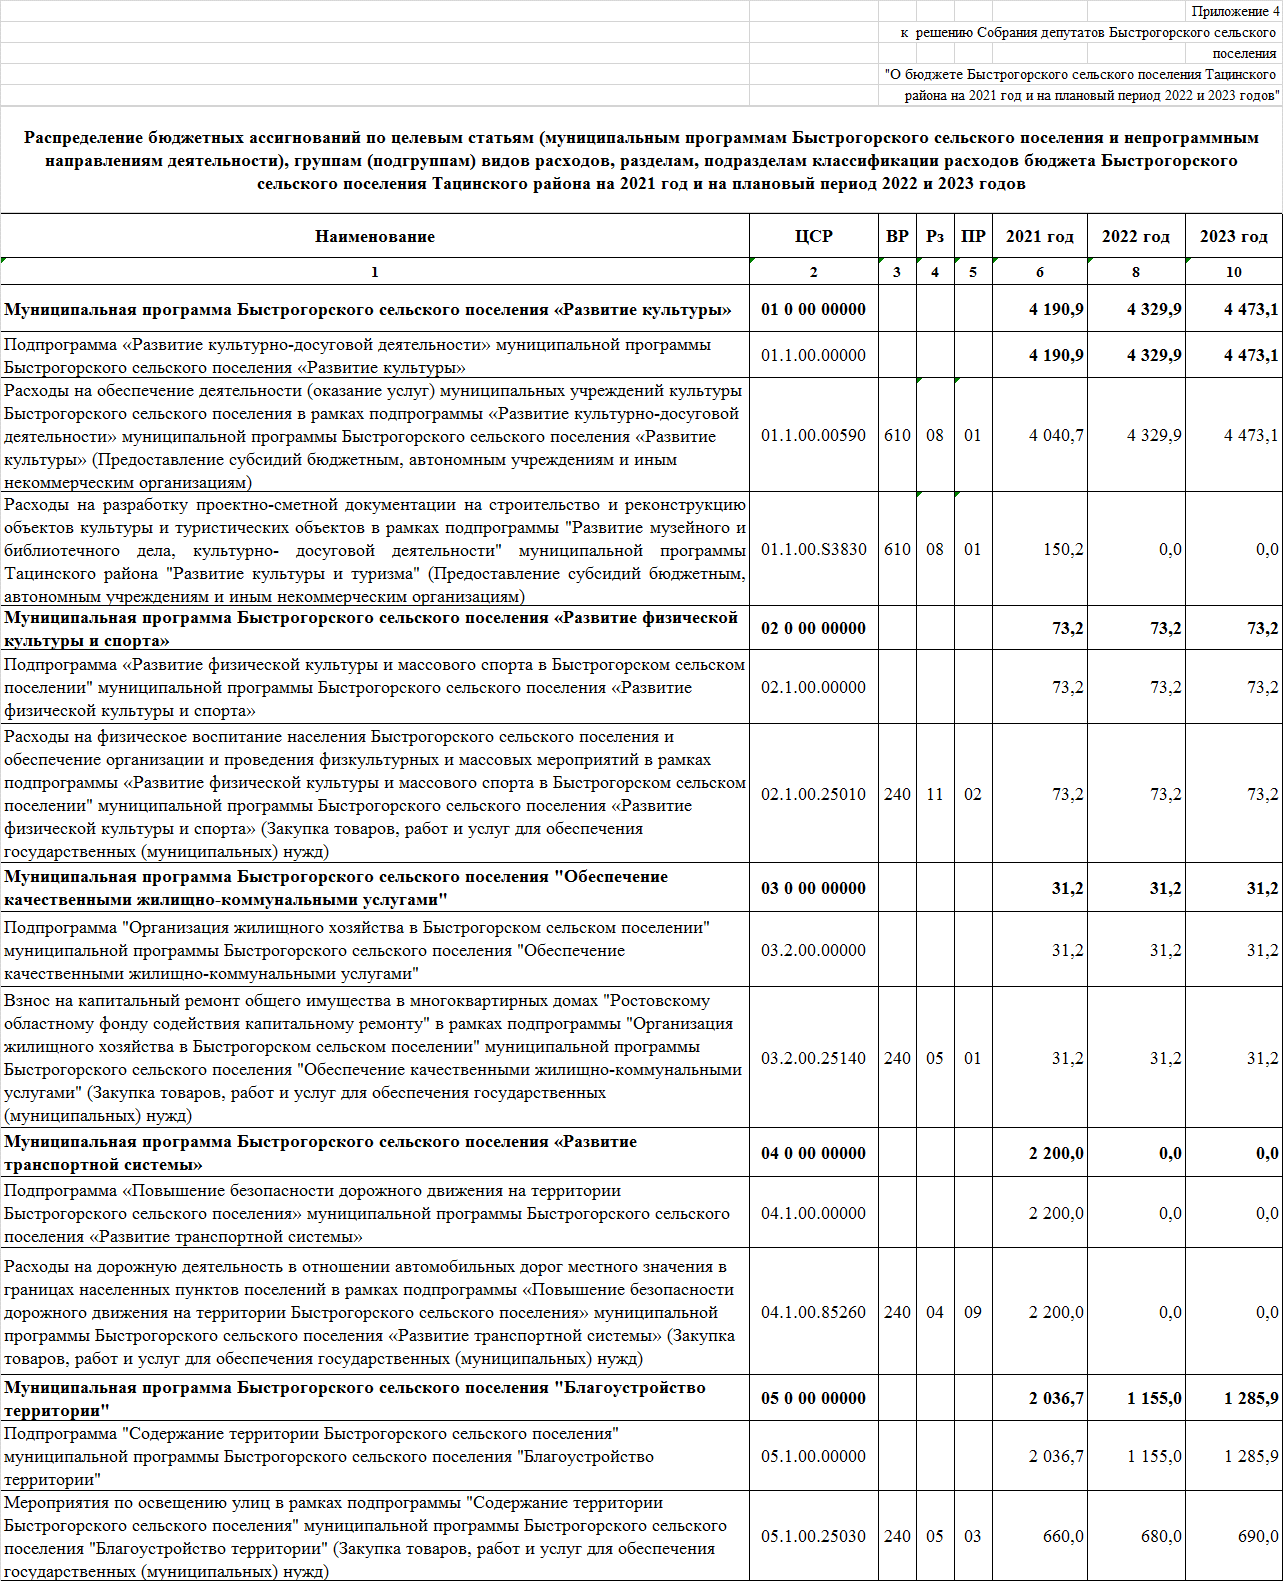 Приложение 4
к решению Собрания депутатов Быстрогорского сельского
поселения
"О бюджете Быстрогорского сельского поселения Тацинского
района на 2021 год и на плановый период 2022 и 2023 годов"
Распределение бюджетных ассигнований по целевым статьям (муниципальным программам Быстрогорского сельского поселения и непрограммным
направлениям деятельности), группам (подгруппам) видов расходов, разделам, подразделам классификации расходов бюджета Быстрогорского
сельского поселения Тацинского района на 2021 год и на плановый период 2022 и 2023 годов
Наименование ЦСР ВР Рз ПР 2021 год 2022 год 2023 год
1 2 3 4 5 6 8 10
Муниципальная программа Быстрогорского сельского поселения «Развитие культуры» 01 0 00 00000 4 190,9 4 329,9 4 473,1
Подпрограмма «Развитие культурно-досуговой деятельности» муниципальной программы
Быстрогорского сельского поселения «Развитие культуры»
01.1.00.00000 4 190,9 4 329,9 4 473,1
Расходы на обеспечение деятельности (оказание услуг) муниципальных учреждений культуры
Быстрогорского сельского поселения в рамках подпрограммы «Развитие культурно-досуговой
деятельности» муниципальной программы Быстрогорского сельского поселения «Развитие
культуры» (Предоставление субсидий бюджетным, автономным учреждениям и иным
некоммерческим организациям)
01.1.00.00590 610 08 01 4 040,7 4 329,9 4 473,1
Расходы на разработку проектно-сметной документации на строительство и реконструкцию
объектов культуры и туристических объектов в рамках подпрограммы "Развитие музейного и
библиотечного дела, культурно- досуговой деятельности" муниципальной программы
Тацинского района "Развитие культуры и туризма" (Предоставление субсидий бюджетным,
автономным учреждениям и иным некоммерческим организациям)
01.1.00.S3830 610 08 01 150,2 0,0 0,0
Муниципальная программа Быстрогорского сельского поселения «Развитие физической
культуры и спорта»
02 0 00 00000 73,2 73,2 73,2
Подпрограмма «Развитие физической культуры и массового спорта в Быстрогорском сельском
поселении" муниципальной программы Быстрогорского сельского поселения «Развитие
физической культуры и спорта»
02.1.00.00000 73,2 73,2 73,2
Расходы на физическое воспитание населения Быстрогорского сельского поселения и
обеспечение организации и проведения физкультурных и массовых мероприятий в рамках
подпрограммы «Развитие физической культуры и массового спорта в Быстрогорском сельском
поселении" муниципальной программы Быстрогорского сельского поселения «Развитие
физической культуры и спорта» (Закупка товаров, работ и услуг для обеспечения
государственных (муниципальных) нужд)
02.1.00.25010 240 11 02 73,2 73,2 73,2
Муниципальная программа Быстрогорского сельского поселения "Обеспечение
качественными жилищно-коммунальными услугами"
03 0 00 00000 31,2 31,2 31,2
Подпрограмма "Организация жилищного хозяйства в Быстрогорском сельском поселении"
муниципальной программы Быстрогорского сельского поселения "Обеспечение
качественными жилищно-коммунальными услугами"
03.2.00.00000 31,2 31,2 31,2
Взнос на капитальный ремонт общего имущества в многоквартирных домах "Ростовскому
областному фонду содействия капитальному ремонту" в рамках подпрограммы "Организация
жилищного хозяйства в Быстрогорском сельском поселении" муниципальной программы
Быстрогорского сельского поселения "Обеспечение качественными жилищно-коммунальными
услугами" (Закупка товаров, работ и услуг для обеспечения государственных
(муниципальных) нужд)
03.2.00.25140 240 05 01 31,2 31,2 31,2
Муниципальная программа Быстрогорского сельского поселения «Развитие
транспортной системы»
04 0 00 00000 2 200,0 0,0 0,0
Подпрограмма «Повышение безопасности дорожного движения на территории
Быстрогорского сельского поселения» муниципальной программы Быстрогорского сельского
поселения «Развитие транспортной системы»
04.1.00.00000 2 200,0 0,0 0,0
Расходы на дорожную деятельность в отношении автомобильных дорог местного значения в
границах населенных пунктов поселений в рамках подпрограммы «Повышение безопасности
дорожного движения на территории Быстрогорского сельского поселения» муниципальной
программы Быстрогорского сельского поселения «Развитие транспортной системы» (Закупка
товаров, работ и услуг для обеспечения государственных (муниципальных) нужд)
04.1.00.85260 240 04 09 2 200,0 0,0 0,0
Муниципальная программа Быстрогорского сельского поселения "Благоустройство
территории"
05 0 00 00000 2 036,7 1 155,0 1 285,9
Подпрограмма "Содержание территории Быстрогорского сельского поселения"
муниципальной программы Быстрогорского сельского поселения "Благоустройство
территории"
05.1.00.00000 2 036,7 1 155,0 1 285,9
Мероприятия по освещению улиц в рамках подпрограммы "Содержание территории
Быстрогорского сельского поселения" муниципальной программы Быстрогорского сельского
поселения "Благоустройство территории" (Закупка товаров, работ и услуг для обеспечения
государственных (муниципальных) нужд)
05.1.00.25030 240 05 03 660,0 680,0 690,0